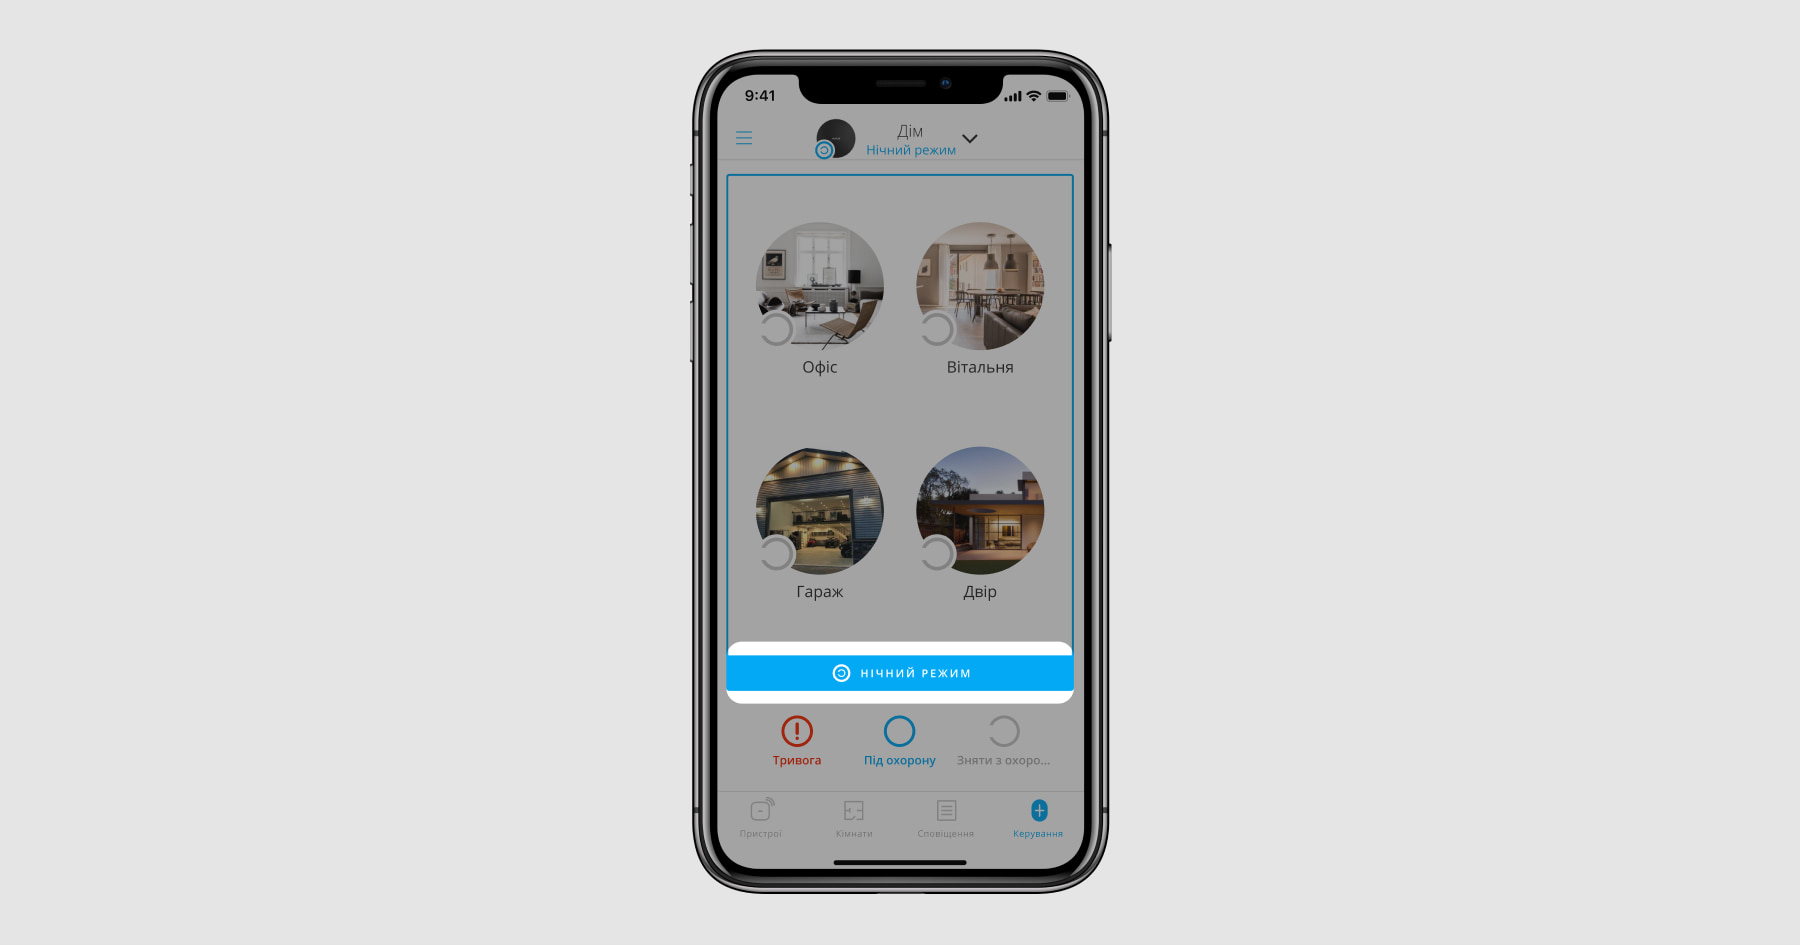 9:41
Дім
Нічний режим
Офіс
Вітальня
Гараж
Двір
НІЧНИЙ РЕЖИМ
Тривога
Під охорону
Зняти з охоро...
Пристрої
Кімнати
Сповіщення
Керування